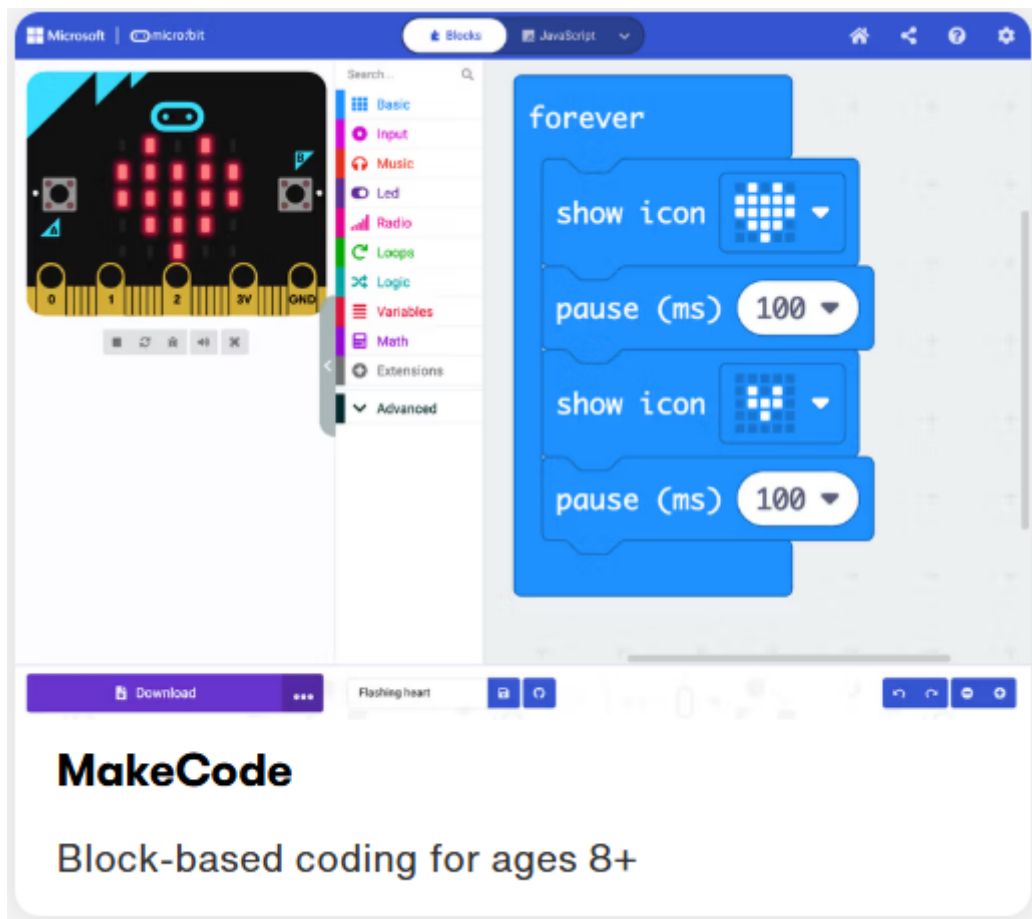 Microsoft | micro:bit
Blocks
JavaScript
Search...
Basic
Input
Music
Led
Radio
Loops
Logic
Variables
Math
Extensions
Advanced
B
A
0 1 2 3V GND
forever
show icon
pause (ms) 100
show icon
pause (ms) 100
Download
Flashing heart
MakeCode
Block-based coding for ages 8+